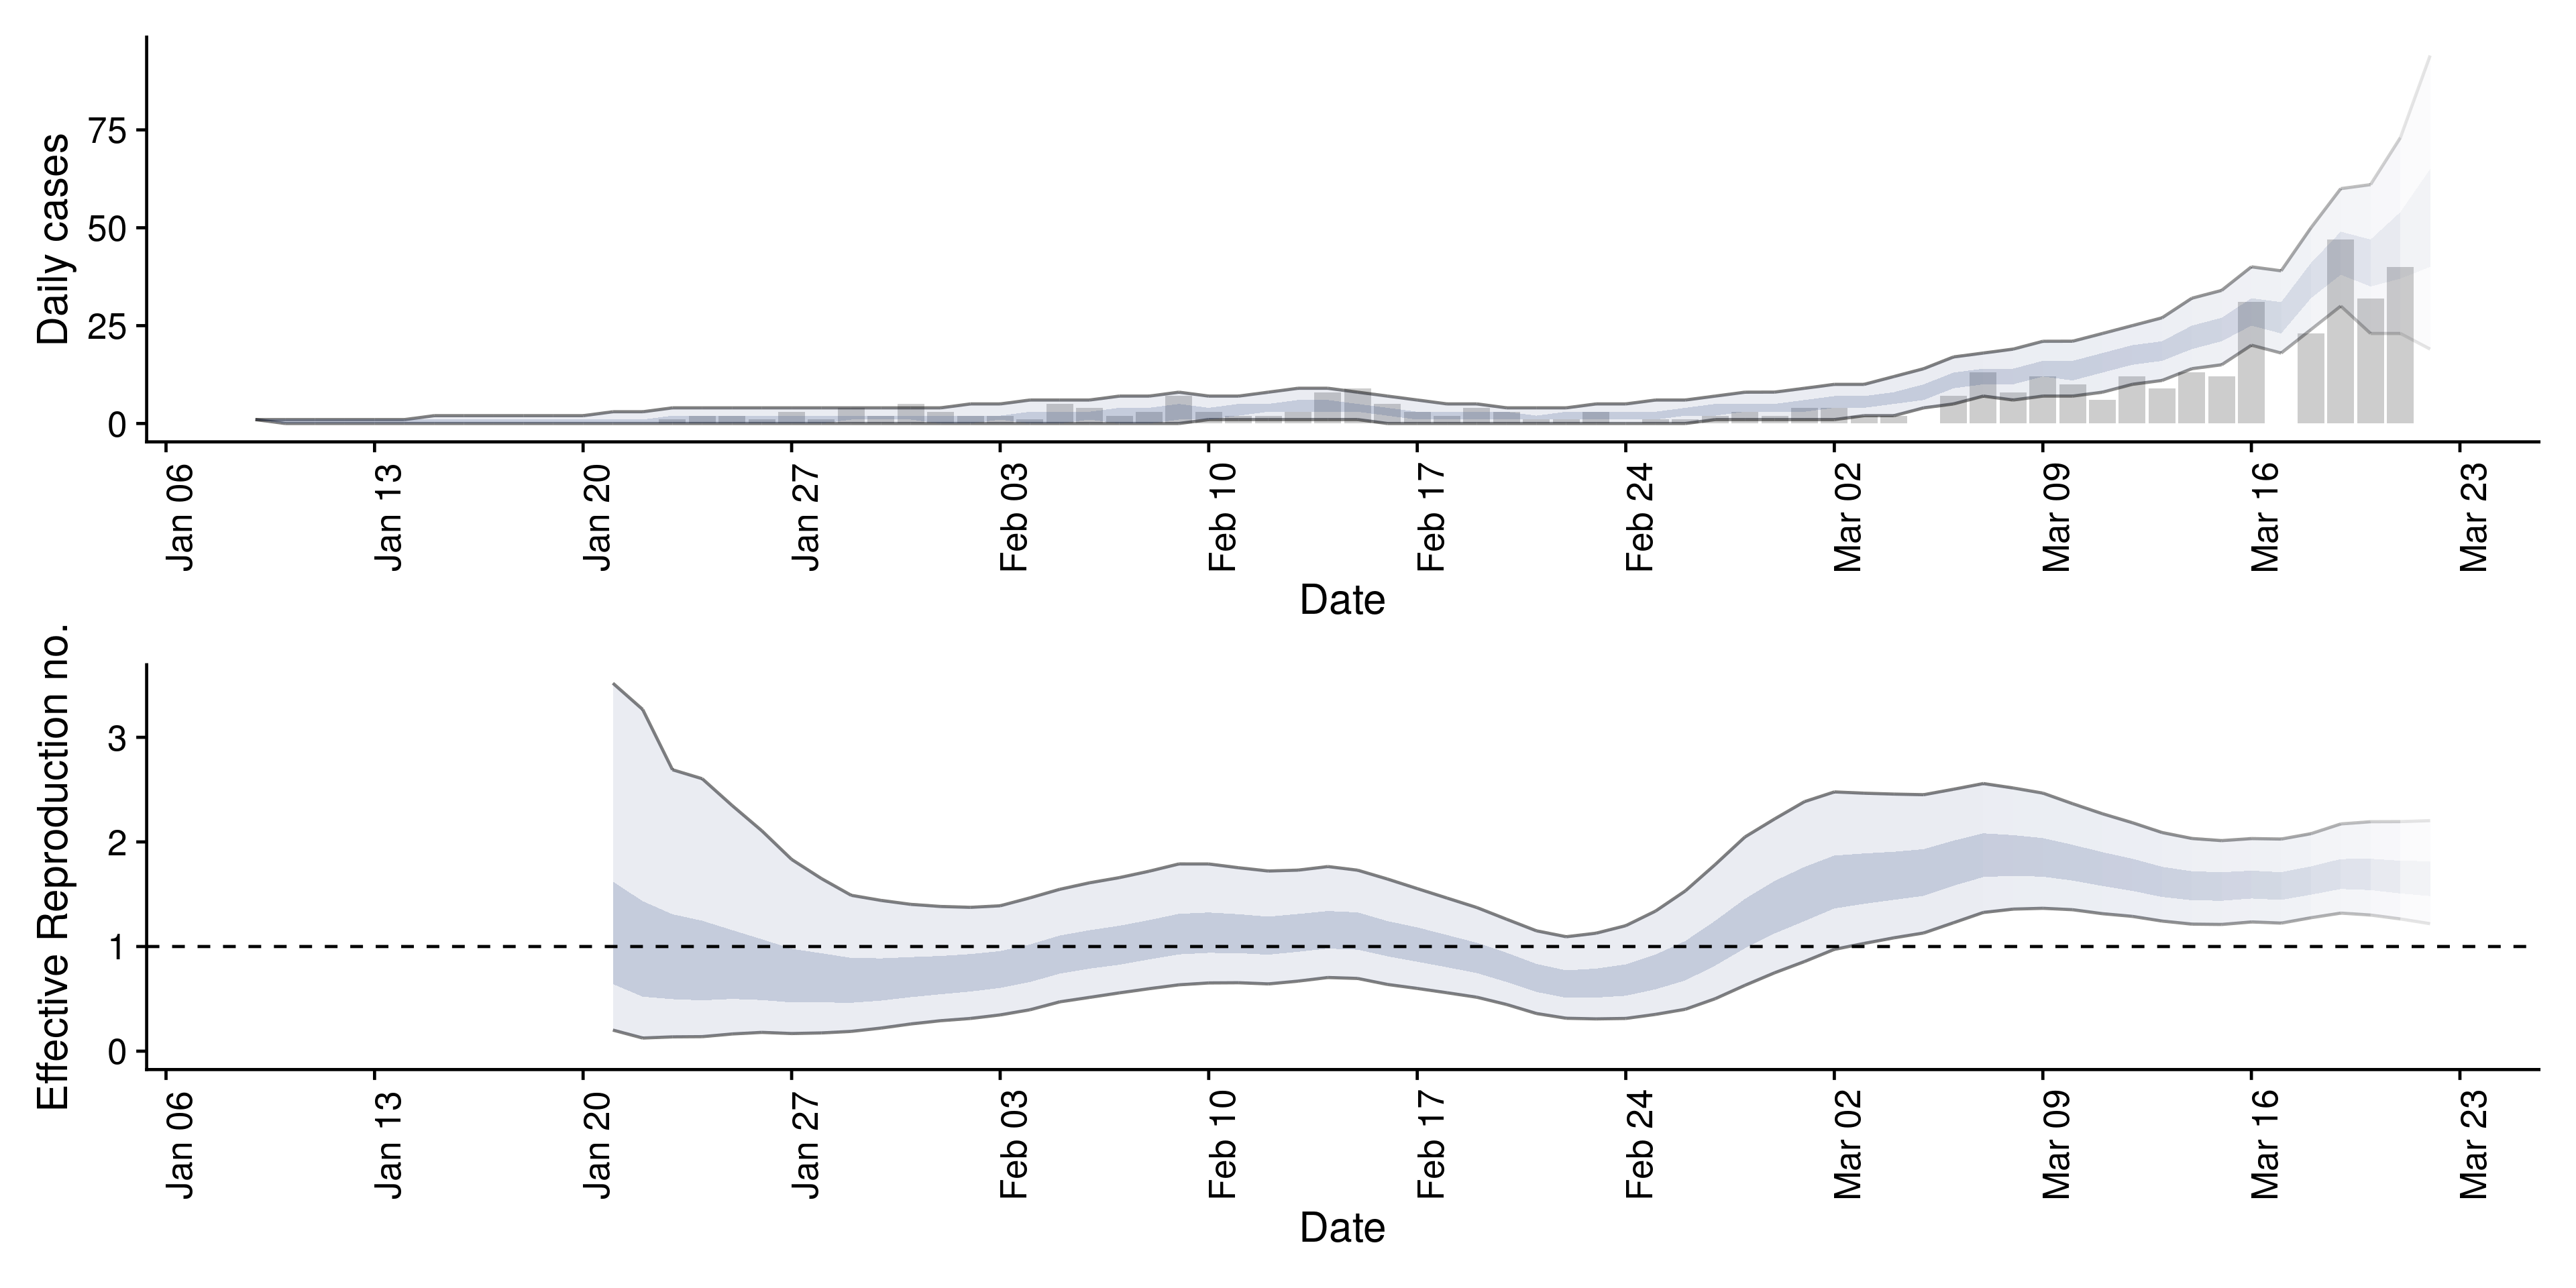 Daily cases
75
50
25
0
Jan 06
Jan 13
Jan 20
Jan 27
Feb 03
Feb 10
Feb 17
Feb 24
Mar 02
Mar 09
Mar 16
Mar 23
Date
Effective Reproduction no.
3
2
1
0
Jan 06
Jan 13
Jan 20
Jan 27
Feb 03
Feb 10
Feb 17
Feb 24
Mar 02
Mar 09
Mar 16
Mar 23
Date